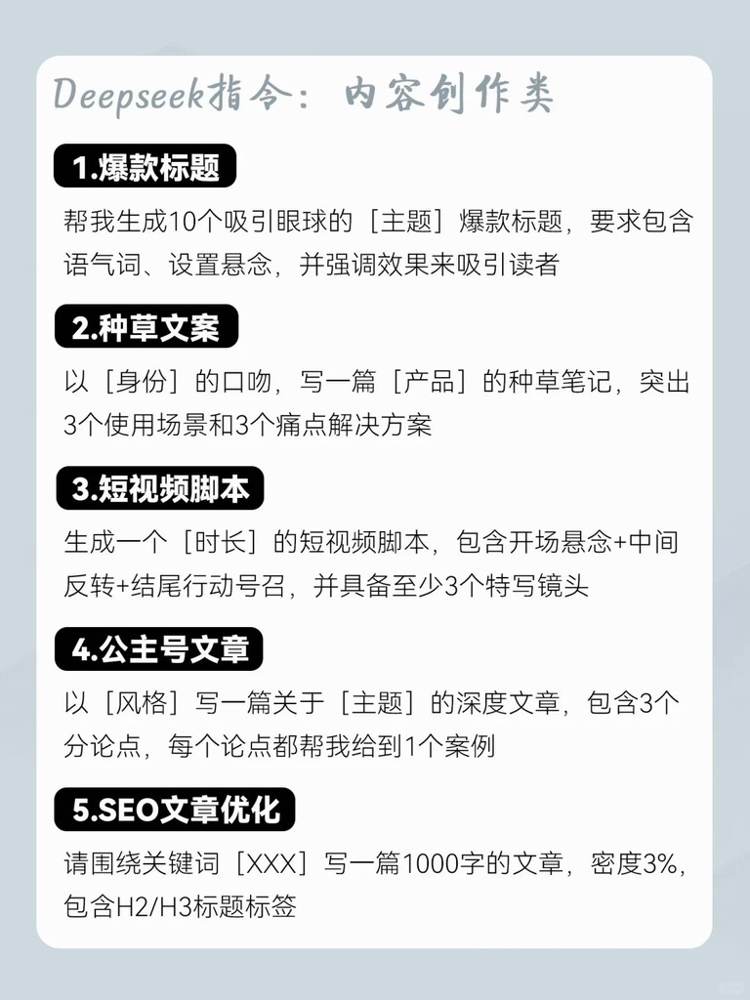 Deepseek指令：内容创作类
1.爆款标题
帮我生成10个吸引眼球的［主题］爆款标题，要求包含
语气词、设置悬念，并强调效果来吸引读者
2.种草文案
以［身份］的口吻，写一篇［产品］的种草笔记，突出
3个使用场景和3个痛点解决方案
3.短视频脚本
生成一个［时长］的短视频脚本，包含开场悬念+中间
反转+结尾行动号召，并具备至少3个特写镜头
4.公主号文章
以［风格］写一篇关于［主题］的深度文章，包含3个
分论点，每个论点都帮我给到1个案例
5.SEO文章优化
请围绕关键词［XXX］写一篇1000字的文章，密度3%，
包含H2/H3标题标签